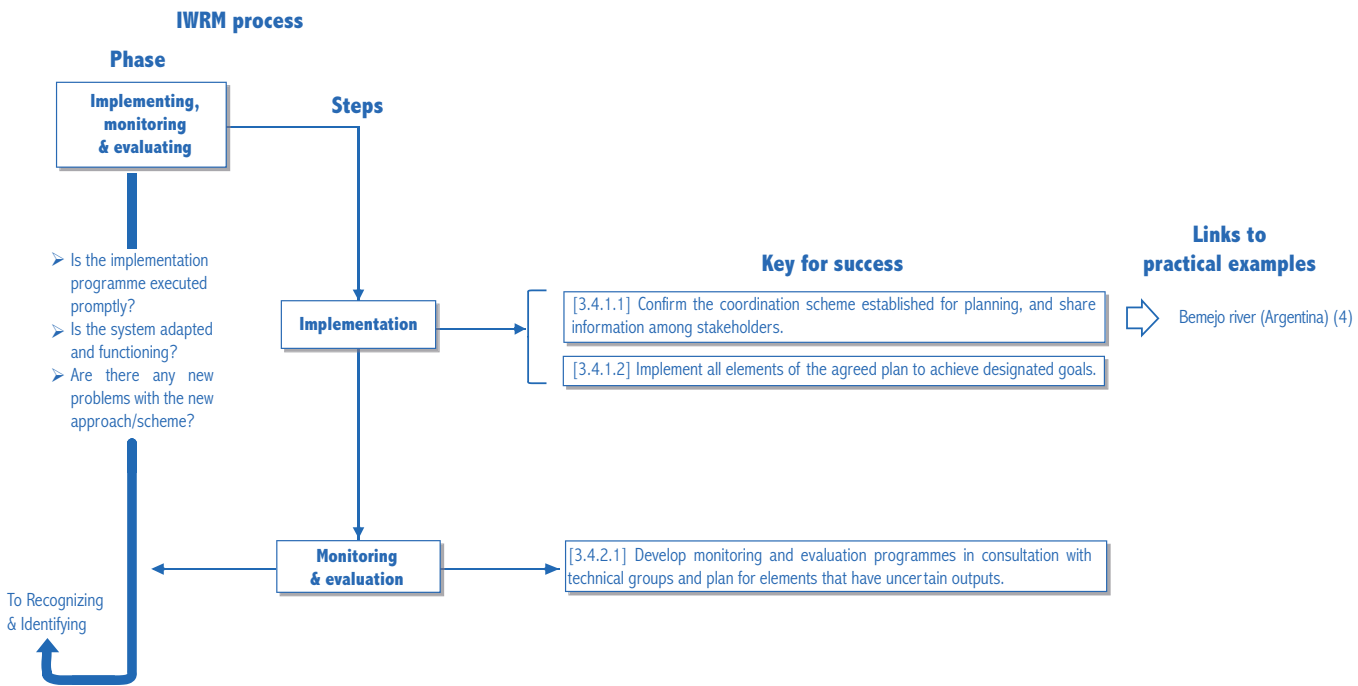 IWRM process
Phase
Implementing,
monitoring
& evaluating
Steps
➢ Is the implementation
programme executed
promptly?
➢ Is the system adapted
and functioning?
➢ Are there any new
problems with the new
approach/scheme?
Implementation
Key for success
[3.4.1.1] Confirm the coordination scheme established for planning, and share
information among stakeholders.
[3.4.1.2] Implement all elements of the agreed plan to achieve designated goals.
Links to
practical examples
Bemejo river (Argentina) (4)
Monitoring
& evaluation
[3.4.2.1] Develop monitoring and evaluation programmes in consultation with
technical groups and plan for elements that have uncertain outputs.
To Recognizing
& Identifying